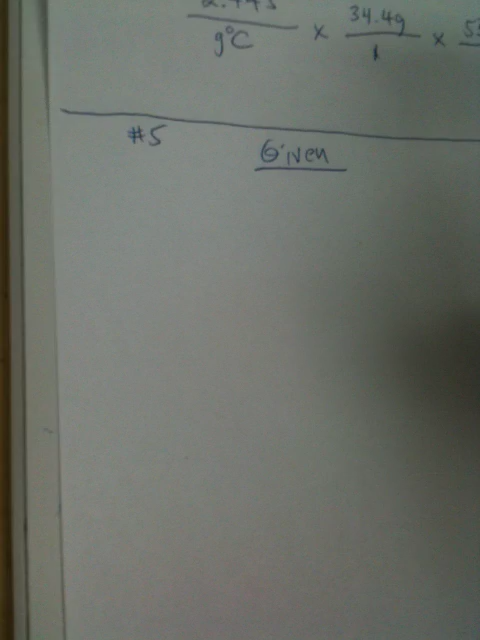 34.4g
g°C × 1 ×
#5 Given